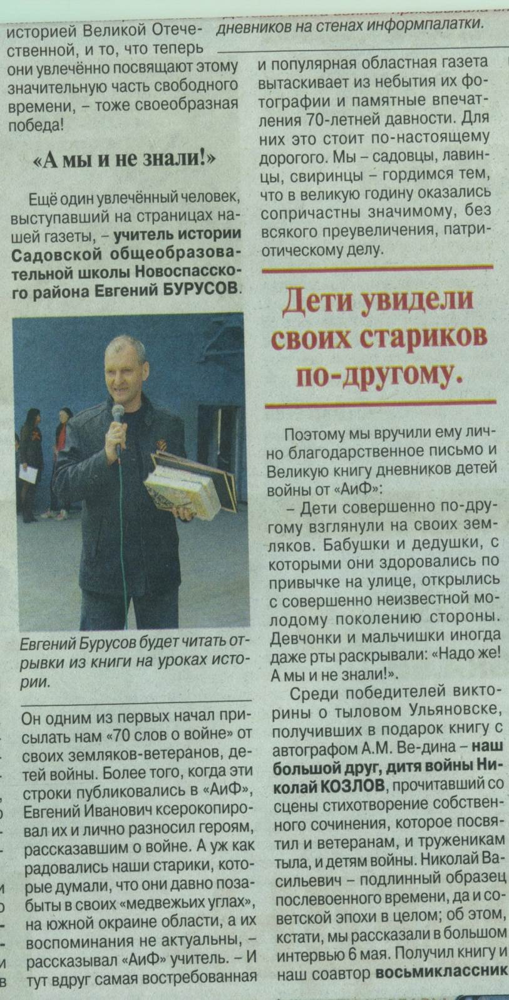 историей Великой Отече-
ственной, и то, что теперь
они увлечённо посвящают этому
значительную часть свободного
времени, – тоже своеобразная
победа!
«А мы и не знали!»
Ещё один увлечённый человек,
выступавший на страницах на-
шей газеты, – учитель истории
Садовской общеобразова-
тельной школы Новоспасско-
го района Евгений БУРУСОВ.
Евгений Бурусов будет читать от-
рывки из книги на уроках исто-
рии.
Он одним из первых начал при-
сылать нам «70 слов о войне» от
своих земляков-ветеранов, де-
тей войны. Более того, когда эти
строки публиковались в «АиФ»,
Евгений Иванович ксерокопиро-
вал их и лично разносил героям,
рассказавшим о войне. А уж как
радовались наши старики, кото-
рые думали, что они давно поза-
быты в своих «медвежьих углах»,
на южной окраине области, а их
воспоминания не актуальны, –
рассказывал «АиФ» учитель. – И
тут вдруг самая востребованная
дневников на стенах информпалатки.
и популярная областная газета
вытаскивает из небытия их фо-
тографии и памятные впечат-
ления 70-летней давности. Для
них это стоит по-настоящему
дорогого. Мы – садовцы, лавин-
цы, свиринцы – гордимся тем,
что в великую годину оказались
сопричастны значимому, без
всякого преувеличения, патри-
отическому делу.
Дети увидели
своих стариков
по-другому.
Поэтому мы вручили ему лич-
но благодарственное письмо и
Великую книгу дневников детей
войны от «АиФ»:
– Дети совершенно по-дру-
гому взглянули на своих зем-
ляков. Бабушки и дедушки, с
которыми они здоровались по
привычке на улице, открылись
с совершенно неизвестной мо-
лодому поколению стороны.
Девчонки и мальчишки иногда
даже рты раскрывали: «Надо же!
А мы и не знали!».
Среди победителей викто-
рины о тыловом Ульяновске,
получивших в подарок книгу с
автографом А.М. Ве-дина – наш
большой друг, дитя войны Ни-
колай КОЗЛОВ, прочитавший со
сцены стихотворение собствен-
ного сочинения, которое посвя-
тил и ветеранам, и труженикам
тыла, и детям войны. Николай Ва-
сильевич – подлинный образец
послевоенного времени, да и со-
ветской эпохи в целом; об этом,
кстати, мы рассказали в большом
интервью 6 мая. Получил книгу и
наш соавтор восьмиклассник